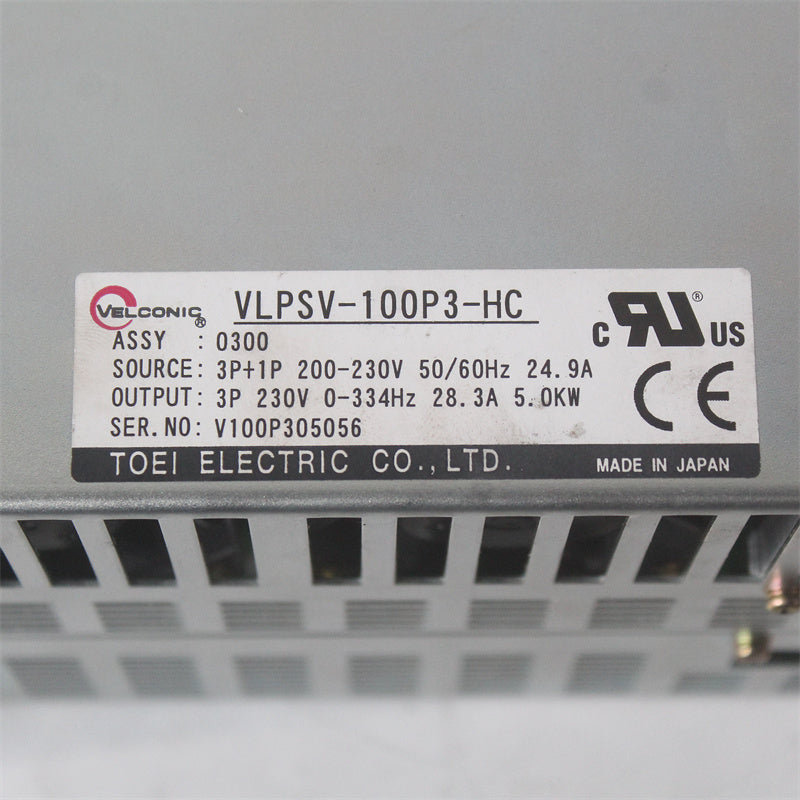 VELCONIC® VLPSV-100P3-HC
ASSY : 0300
SOURCE: 3P+1P 200-230V 50/60Hz 24.9A
OUTPUT: 3P 230V 0-334Hz 28.3A 5.0KW
SER.NO: V100P305056
C RU® US
CE
TOEI ELECTRIC CO.,LTD. MADE IN JAPAN